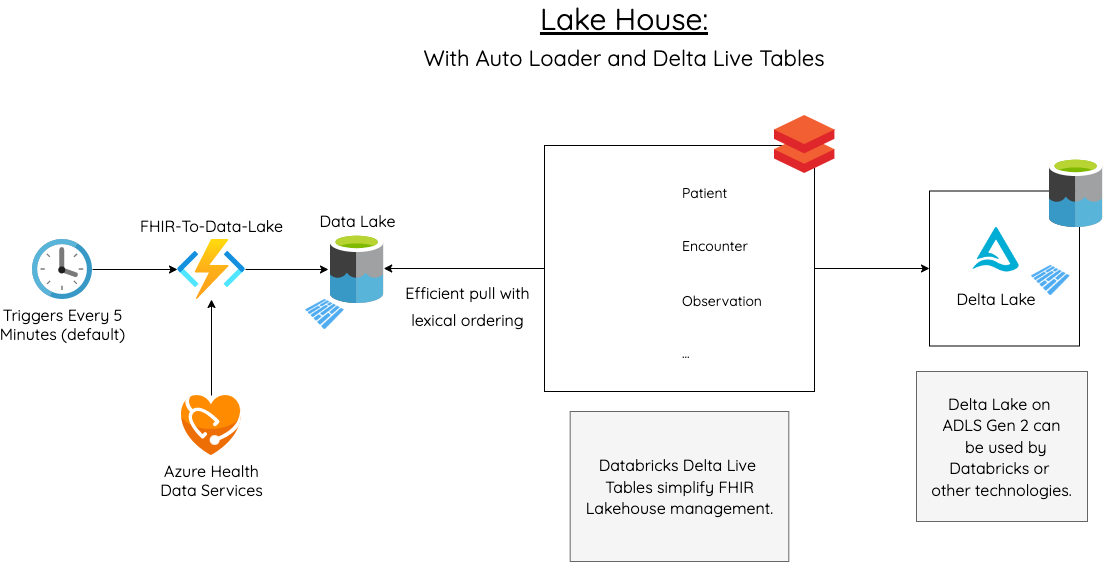 Lake House:
With Auto Loader and Delta Live Tables
FHIR-To-Data-Lake
Data Lake
Triggers Every 5
Minutes (default)
Azure Health
Data Services
Efficient pull with
lexical ordering
Patient
Encounter
Observation
...
Databricks Delta Live
Tables simplify FHIR
Lakehouse management.
Delta Lake
Delta Lake on
ADLS Gen 2 can
be used by
Databricks or
other technologies.